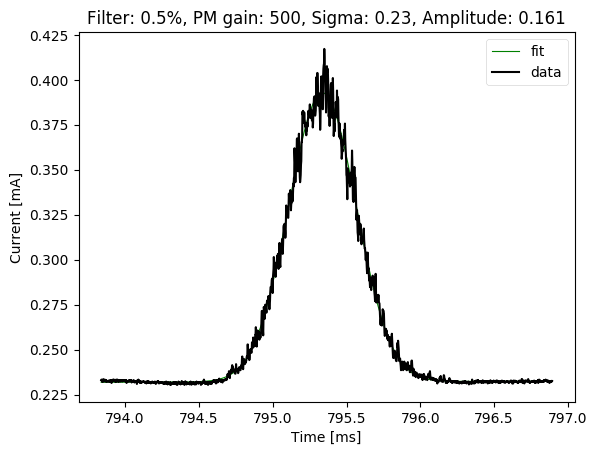 Filter: 0.5%, PM gain: 500, Sigma: 0.23, Amplitude: 0.161
fit
data
0.425
0.400
0.375
0.350
0.325
0.300
0.275
0.250
0.225
Current [mA]
794.0 794.5 795.0 795.5 796.0 796.5 797.0
Time [ms]